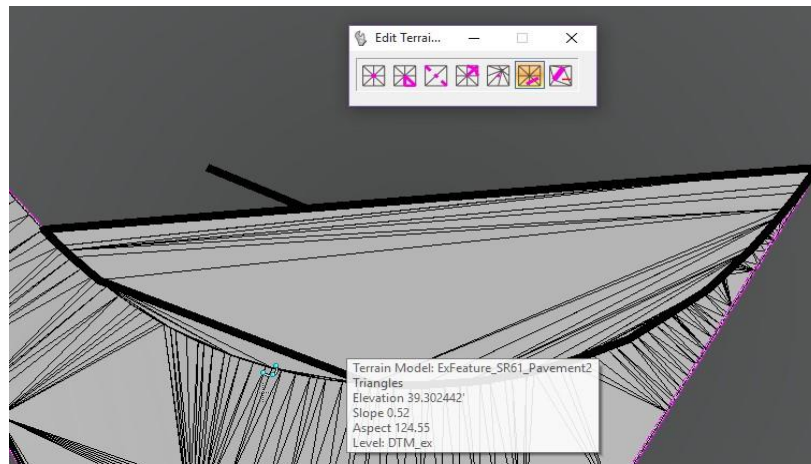 Edit Terrai...
Terrain Model: ExFeature_SR61_Pavement2
Triangles
Elevation 39.302442'
Slope 0.52
Aspect 124.55
Level: DTM_ex